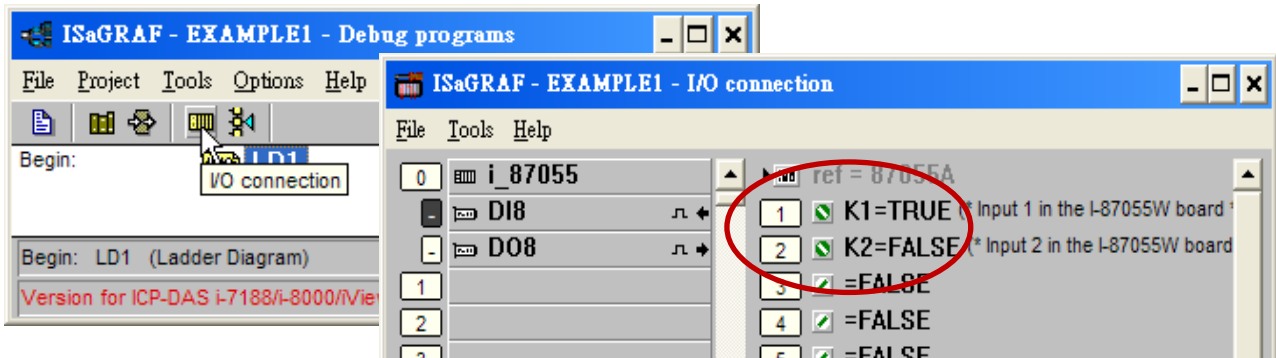 ISaGRAF - EXAMPLE1 - Debug programs
File Project Tools Options Help
Begin: LD1
I/O connection
Begin: LD1 (Ladder Diagram)
Version for ICP-DAS i-7188/i-8000/iView
ISaGRAF - EXAMPLE1 - I/O connection
File Tools Help
0 i_87055
- DI8
- DO8
1
2
3
ref = 87055A
1 K1=TRUE (* Input 1 in the I-87055W board *
2 K2=FALSE (* Input 2 in the I-87055W board
3 =FALSE
4 =FALSE
5 =FALSE